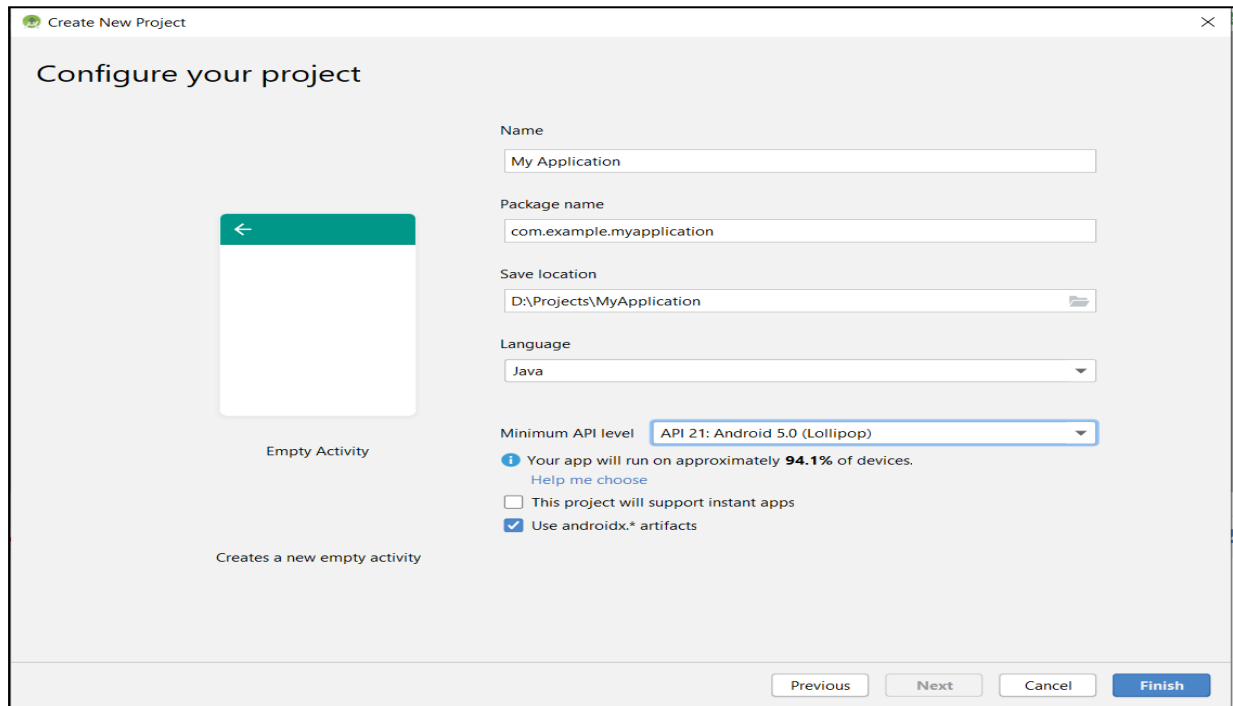 Create New Project
Configure your project
Name
My Application
Package name
com.example.myapplication
Save location
D:\Projects\MyApplication
Language
Java
Minimum API level API 21: Android 5.0 (Lollipop)
Your app will run on approximately 94.1% of devices.
Help me choose
This project will support instant apps
Use androidx.* artifacts
Empty Activity
Creates a new empty activity
Previous Next Cancel Finish